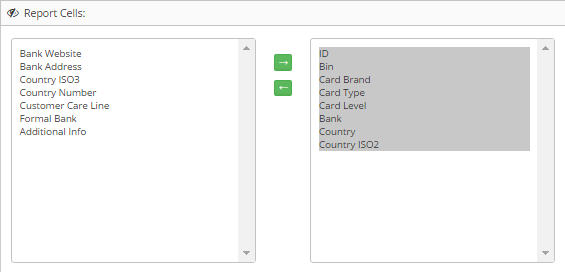 Report Cells:
Bank Website
Bank Address
Country ISO3
Country Number
Customer Care Line
Formal Bank
Additional Info
→
←
ID
Bin
Card Brand
Card Type
Card Level
Bank
Country
Country ISO2